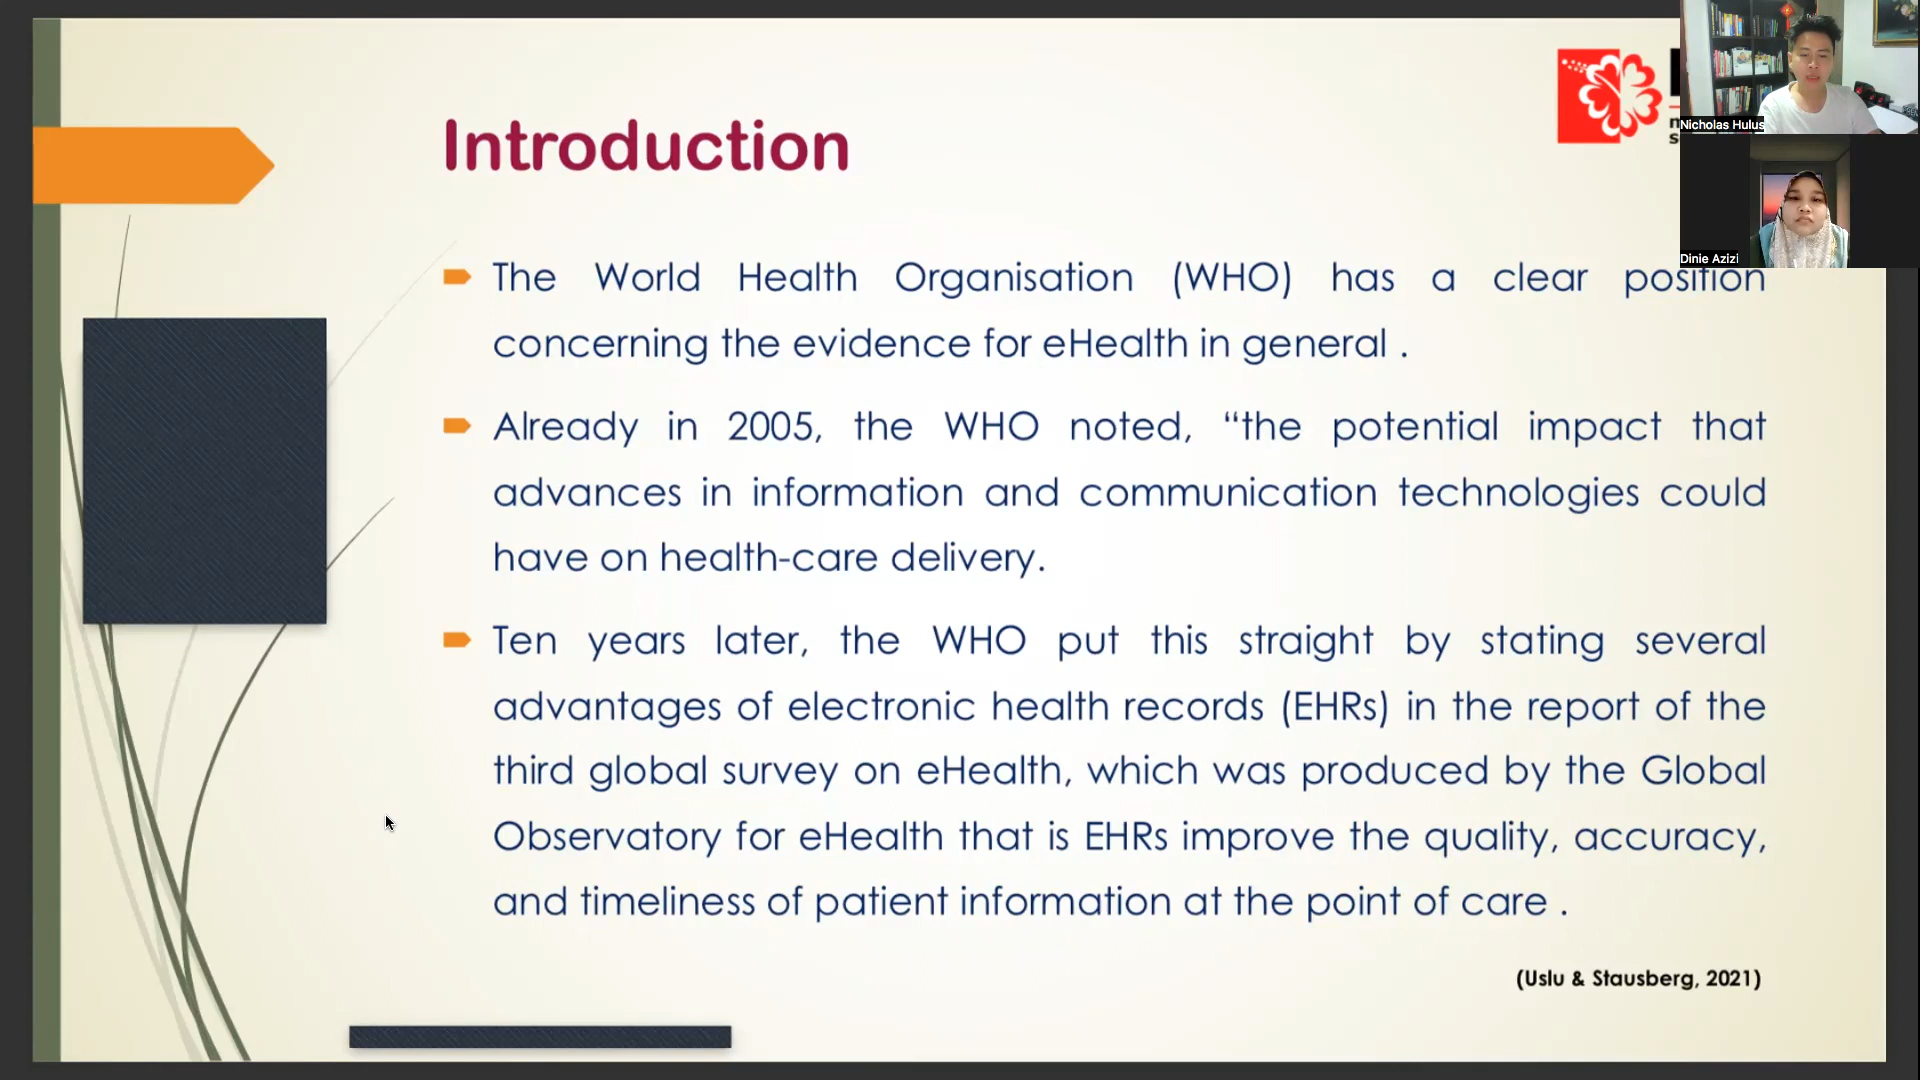 Introduction
The World Health Organisation (WHO) has a clear position
concerning the evidence for eHealth in general .
Already in 2005, the WHO noted, “the potential impact that
advances in information and communication technologies could
have on health-care delivery.
Ten years later, the WHO put this straight by stating several
advantages of electronic health records (EHRs) in the report of the
third global survey on eHealth, which was produced by the Global
Observatory for eHealth that is EHRs improve the quality, accuracy,
and timeliness of patient information at the point of care .
(Uslu & Stausberg, 2021)
Nicholas Hulus
Dinie Azizi